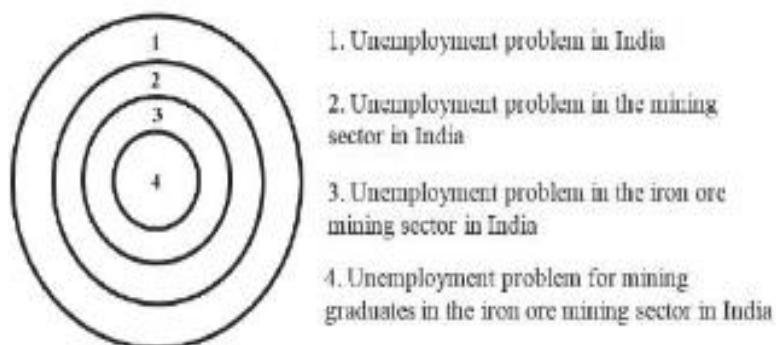 1
2
3
4
1. Unemployment problem in India
2. Unemployment problem in the mining
sector in India
3. Unemployment problem in the iron ore
mining sector in India
4. Unemployment problem for mining
graduates in the iron ore mining sector in India